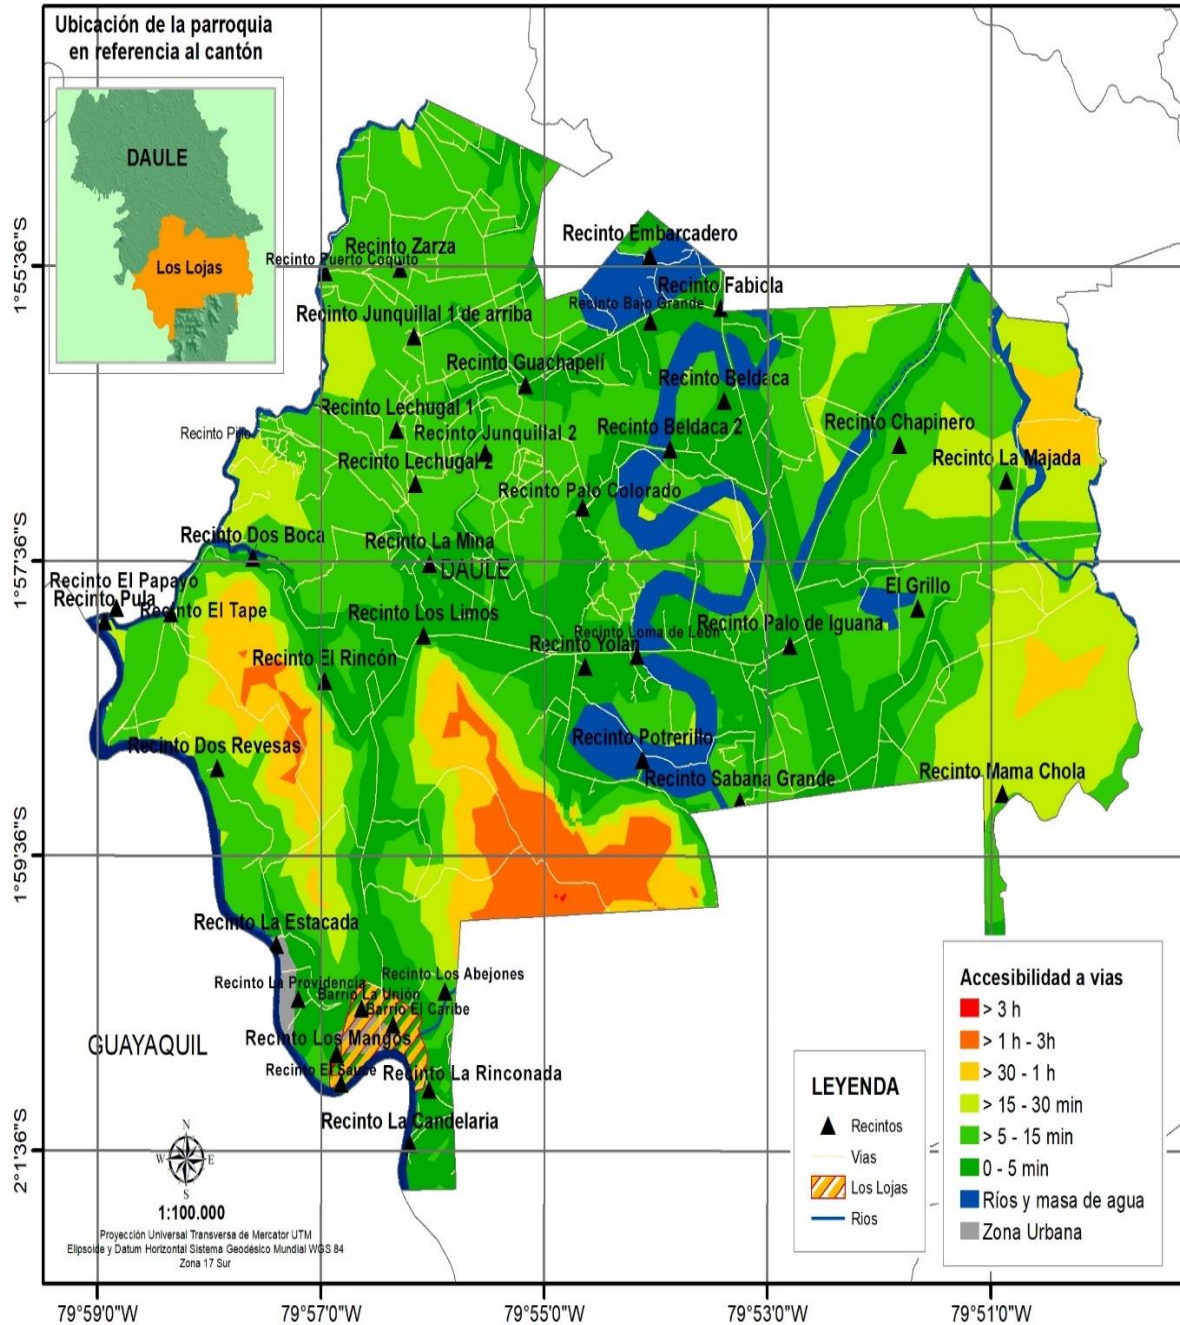 Ubicación de la parroquia
en referencia al cantón
DAULE
Los Lojas
Recinto Embarcadero
Recinto Zarza
Recinto Puerto Coquito
Recinto Fabiola
Recinto Bajo Grande
Recinto Junquillal 1 de arriba
Recinto Guachapelí
Recinto Beldaca
Recinto Lechugal 1
Recinto Junquillal 2
Recinto Beldaca 2
Recinto Chapinero
Recinto Lechugal 2
Recinto La Majada
Recinto Palo Colorado
Recinto Dos Boca
Recinto La Mina
DAULE
Recinto El Papayo
Recinto Pula
Recinto El Tape
El Grillo
Recinto Los Limos
Recinto Loma de León
Recinto Palo de Iguana
Recinto Yolan
Recinto El Rincón
Recinto Dos Revesas
Recinto Potrerillo
Recinto Sabana Grande
Recinto Mama Chola
Recinto La Estacada
Recinto La Providencia
Recinto Los Abejones
Barrio La Unión
Barrio El Caribe
Recinto Los Mangos
GUAYAQUIL
Recinto El Sauce
Recinto La Rinconada
Recinto La Candelaria
1°55'36"S
1°57'36"S
1°59'36"S
2°1'36"S
N
W
E
S
1:100.000
Proyección Universal Transversa de Mercator UTM
Elipsoide y Datum Horizontal Sistema Geodésico Mundial WGS 84
Zona 17 Sur
LEYENDA
Recintos
Vias
Los Lojas
Rios
Accesibilidad a vias
> 3 h
> 1 h - 3h
> 30 - 1 h
> 15 - 30 min
> 5 - 15 min
0 - 5 min
Ríos y masa de agua
Zona Urbana
79°59'0"W
79°57'0"W
79°55'0"W
79°53'0"W
79°51'0"W